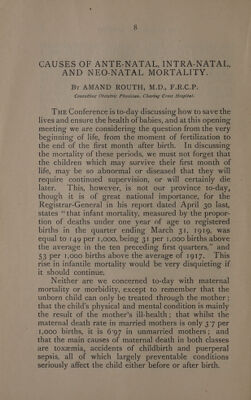 8
CAUSES OF ANTE-NATAL, INTRA-NATAL,
AND NEO-NATAL MORTALITY.
BY AMAND ROUTH, M.D., F.R.C.P.
Consulting Obstetric Physician, Charing Cross Hospital.
THE Conference is to-day discussing how to save the
lives and ensure the health of babies, and at this opening
meeting we are considering the question from the very
beginning of life, from the moment of fertilization to
the end of the first month after birth. In discussing
the mortality of these periods, we must not forget that
the children which may survive their first month of
life, may be so abnormal or diseased that they will
require continued supervision, or will certainly die
later. This, however, is not our province to-day,
though it is of great national importance, for the
Registrar-General in his report dated April 30 last,
states "that infant mortality, measured by the propor-
tion of deaths under one year of age to registered
births in the quarter ending March 31, 1919, was
equal to 149 per 1,000, being 31 per 1,000 births above
the average in the ten preceding first quarters," and
53 per 1,000 births above the average of 1917. This
rise in infantile mortality would be very disquieting if
it should continue.
Neither are we concerned to-day with maternal
mortality or morbidity, except to remember that the
unborn child can only be treated through the mother;
that the child's physical and mental condition is mainly
the result of the mother's ill-health; that whilst the
maternal death rate in married mothers is only 3·7 per
1,000 births, it is 6·97 in unmarried mothers; and
that the main causes of maternal death in both classes
are toxæmia, accidents of childbirth and puerperal
sepsis, all of which largely preventable conditions
seriously affect the child either before or after birth.